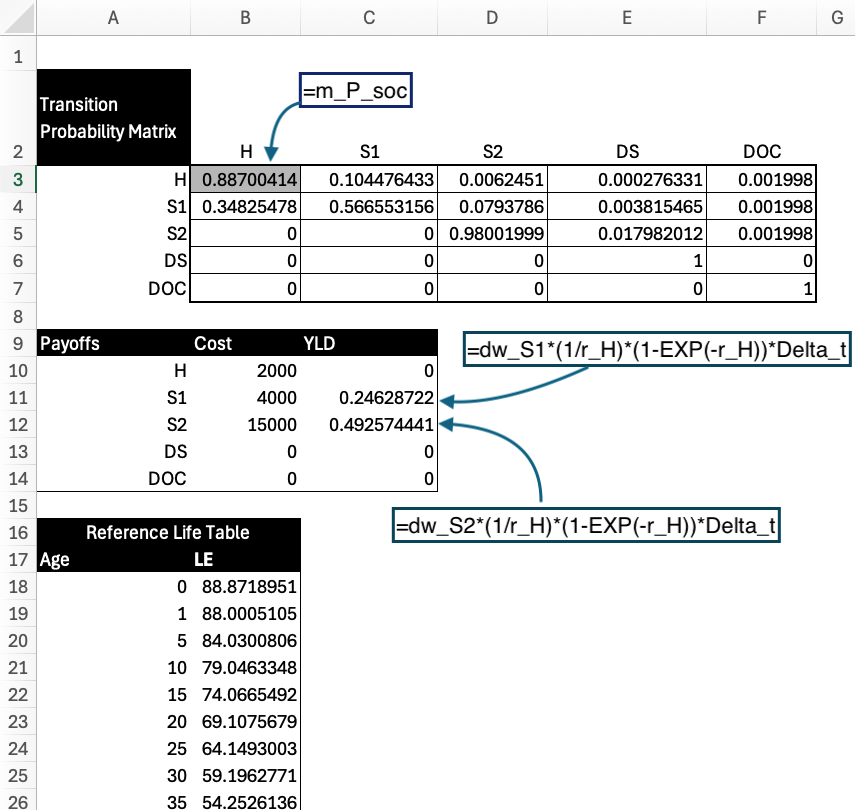 A B C D E F G
1
=m_P_soc
Transition
Probability Matrix
2 H S1 S2 DS DOC
3 H 0.88700414 0.104476433 0.0062451 0.000276331 0.001998
4 S1 0.34825478 0.566553156 0.0793786 0.003815465 0.001998
5 S2 0 0 0.98001999 0.017982012 0.001998
6 DS 0 0 0 1 0
7 DOC 0 0 0 0 1
8
9 Payoffs Cost YLD
=dw_S1*(1/r_H)*(1-EXP(-r_H))*Delta_t
10 H 2000 0
11 S1 4000 0.24628722
12 S2 15000 0.492574441
13 DS 0 0
14 DOC 0 0
15
=dw_S2*(1/r_H)*(1-EXP(-r_H))*Delta_t
16 Reference Life Table
17 Age LE
18 0 88.8718951
19 1 88.0005105
20 5 84.0300806
21 10 79.0463348
22 15 74.0665492
23 20 69.1075679
24 25 64.1493003
25 30 59.1962771
26 35 54.2526136